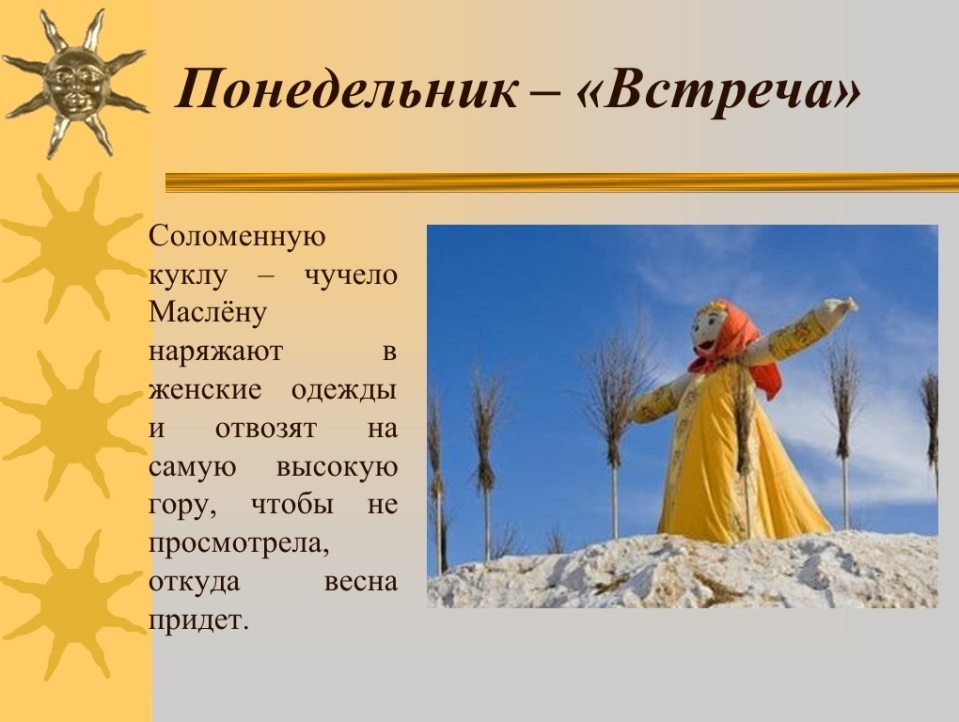 Понедельник – «Встреча»
Соломенную
куклу – чучело
Маслёну
наряжают в
женские одежды
и отвозят на
самую высокую
гору, чтобы не
просмотрела,
откуда весна
придет.